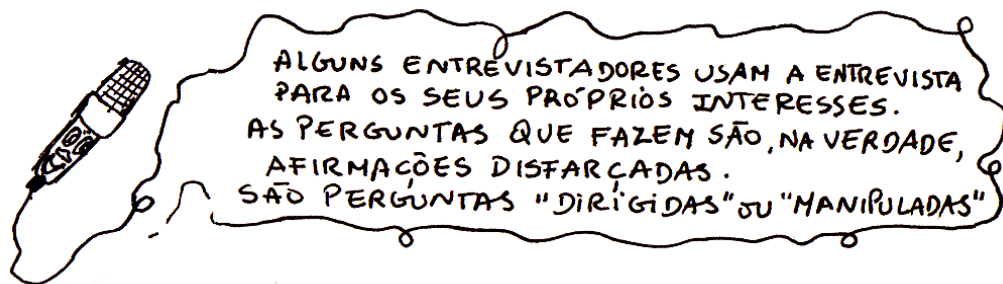 ALGUNS ENTREVISTADORES USAM A ENTREVISTA
PARA OS SEUS PRÓPRIOS INTERESSES.
AS PERGUNTAS QUE FAZEM SÃO, NA VERDADE,
AFIRMAÇÕES DISFARÇADAS.
SÃO PERGUNTAS "DIRIGIDAS" OU "MANIPULADAS"